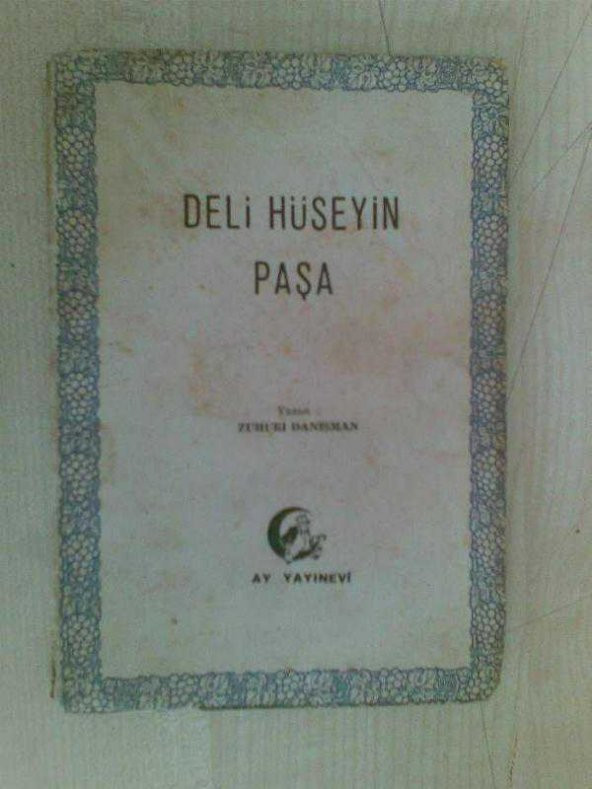 DELİ HÜSEYİN
PAŞA
Yazan :
ZUHURİ DANIŞMAN
AY YAYINEVİ